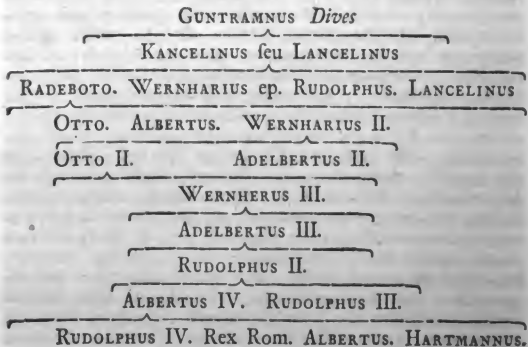 GUNTRAMNUS Dives
KANCELINUS ſeu LANCELINUS
RADEBOTO. WERNHARIUS ep. RUDOLPHUS. LANCELINUS
OTTO. ALBERTUS. WERNHARIUS II.
OTTO II. ADELBERTUS II.
WERNHERUS III.
ADELBERTUS III.
RUDOLPHUS II.
ALBERTUS IV. RUDOLPHUS III.
RUDOLPHUS IV. Rex Rom. ALBERTUS. HARTMANNUS.